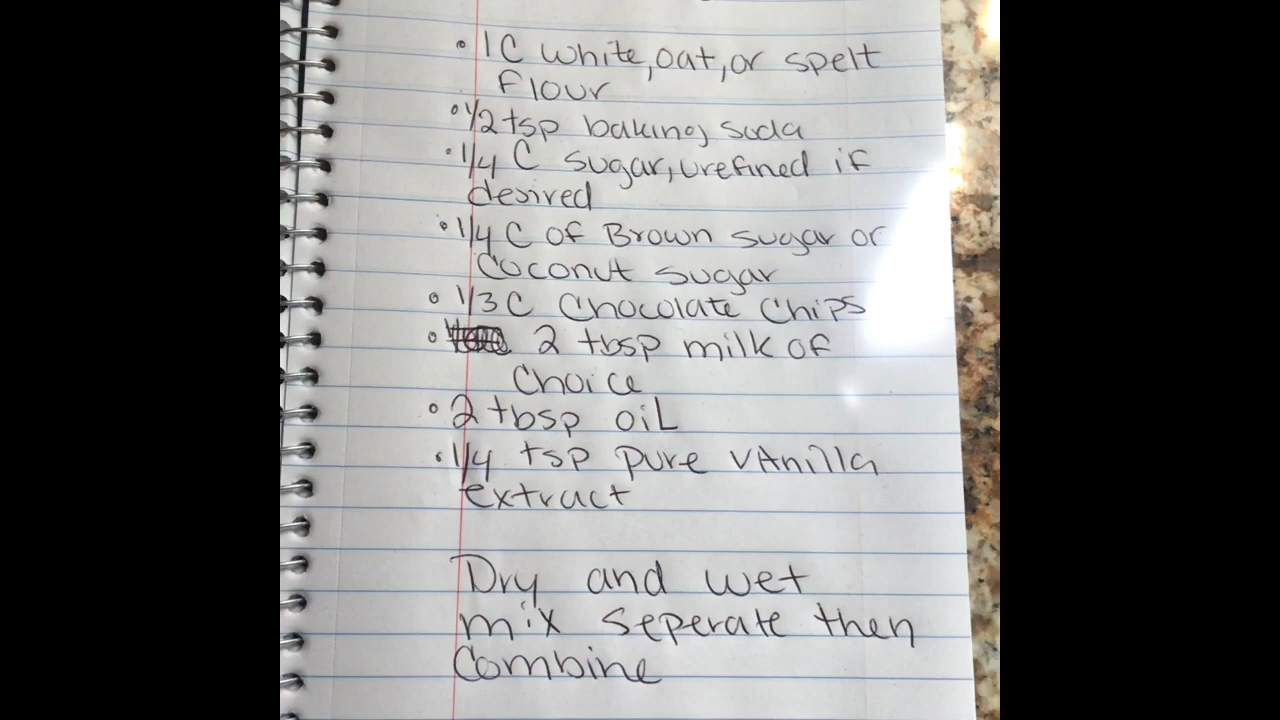 • 1C white, oat, or spelt
flour
• 1/2 tsp baking soda
• 1/4 C sugar, urefined if
desired
• 1/4 C of Brown sugar or
Coconut sugar
• 1/3 C Chocolate Chips
• 2 tbsp milk of
Choice
• 2 tbsp oil
• 1/4 tsp pure vAnilla
extract
Dry and wet
mix seperate then
Combine